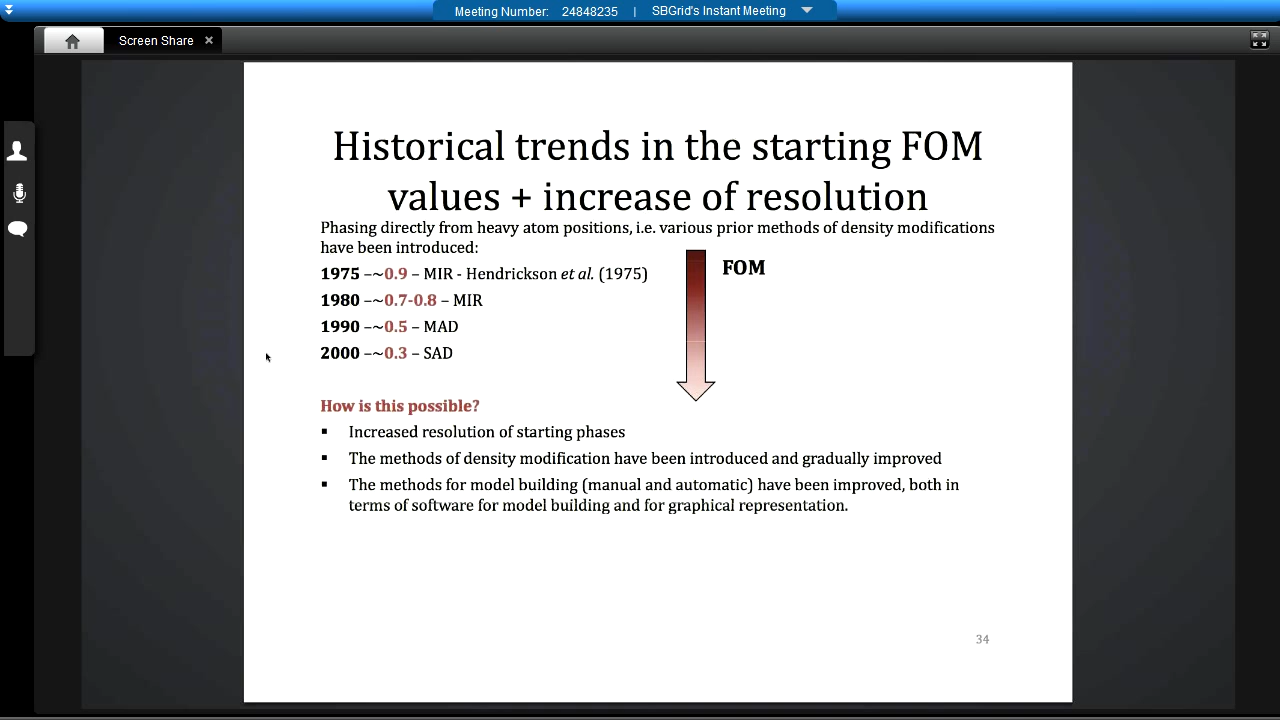 Meeting Number: 24848235 | SBGrid's Instant Meeting
Screen Share
Historical trends in the starting FOM
values + increase of resolution
Phasing directly from heavy atom positions, i.e. various prior methods of density modifications
have been introduced:
1975 –~0.9 – MIR - Hendrickson et al. (1975)
FOM
1980 –~0.7-0.8 – MIR
1990 –~0.5 – MAD
2000 –~0.3 – SAD
How is this possible?
▪ Increased resolution of starting phases
▪ The methods of density modification have been introduced and gradually improved
▪ The methods for model building (manual and automatic) have been improved, both in
terms of software for model building and for graphical representation.
34